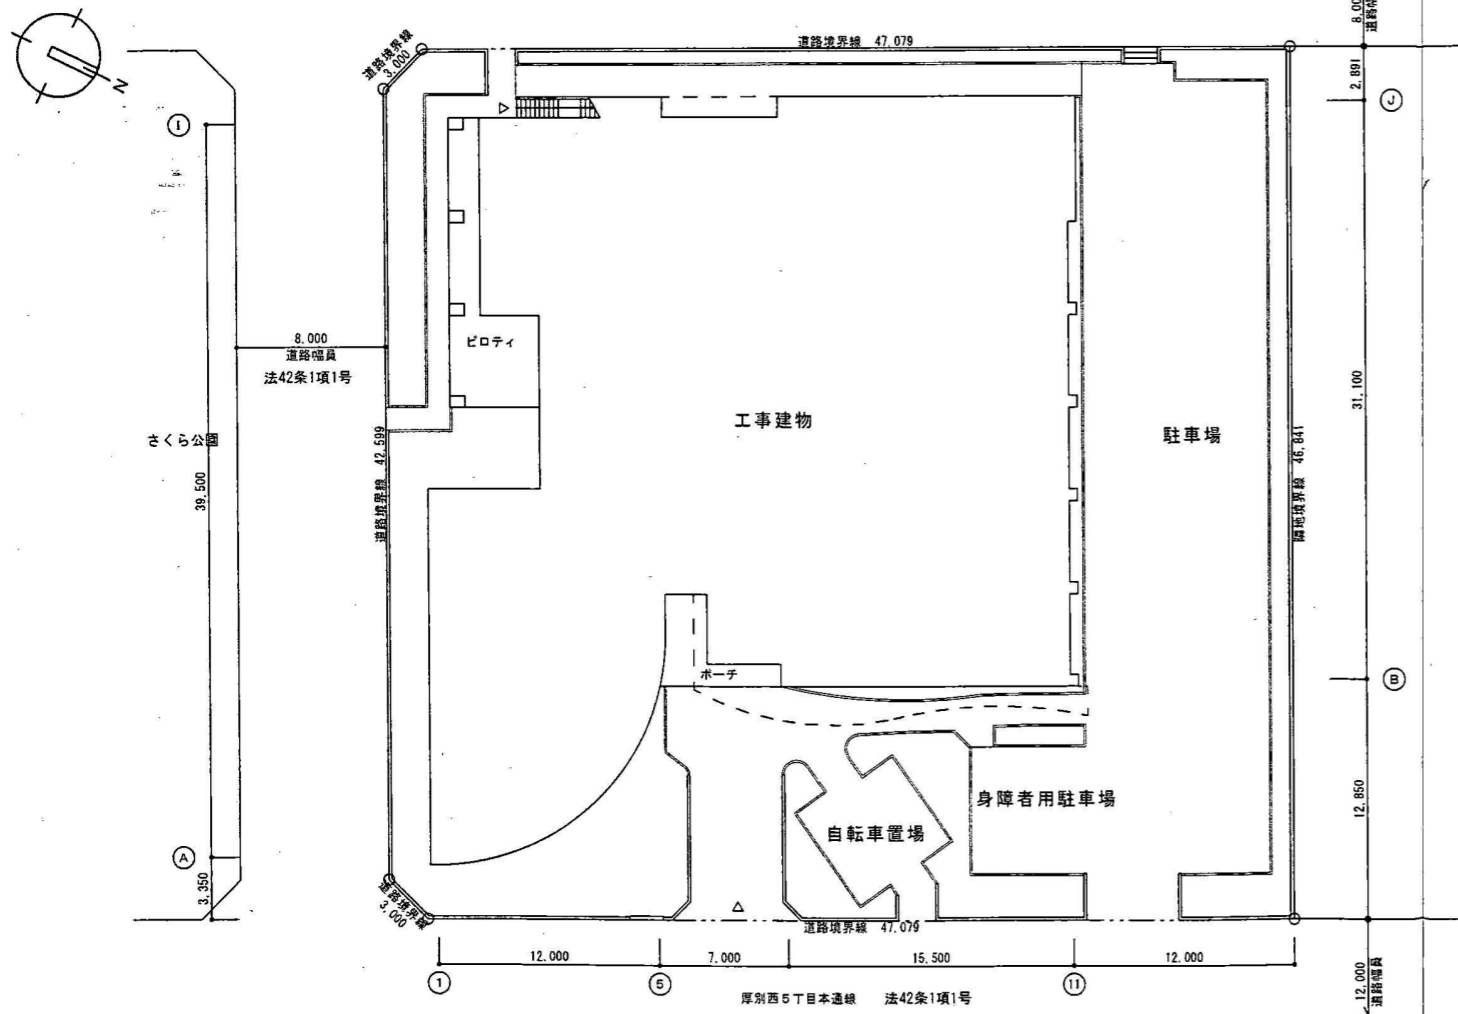 N
道路境界線
3,000
道路境界線 47,079
8,00
道路幅
2,891
J
I
8,000
道路幅員
法42条1項1号
ピロティ
さくら公園
39,500
道路境界線 42,599
工事建物
駐車場
隣地境界線 46,841
31,100
ポーチ
B
身障者用駐車場
自転車置場
12,850
A
3,350
道路境界線
3,000
道路境界線 47,079
12,000
7,000
15,500
12,000
1
5
11
厚別西5丁目本通線 法42条1項1号
12,000
道路幅員